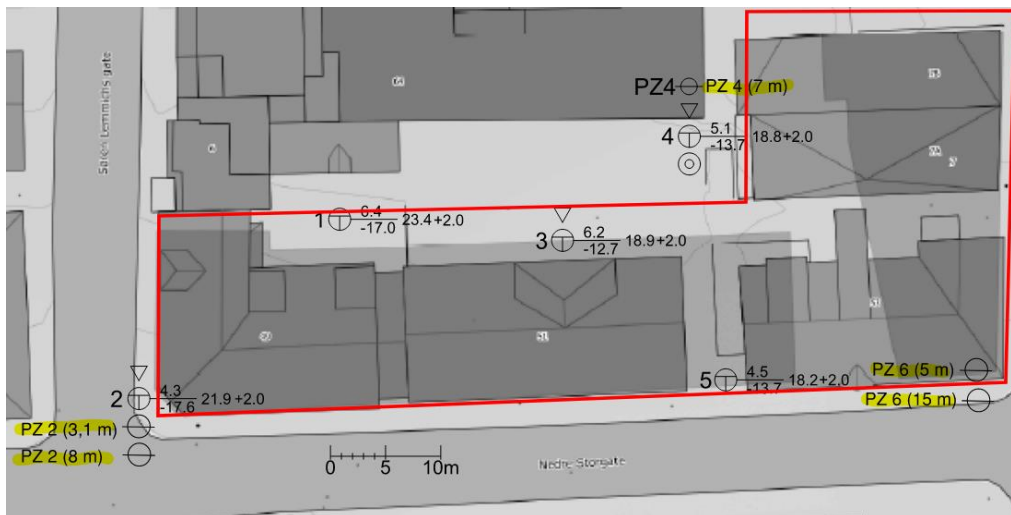 Søren Lemmichs gate
PZ4
PZ 4 (7 m)
4
5.1
-13.7
18.8+2.0
1
6.4
-17.0
23.4+2.0
3
6.2
-12.7
18.9+2.0
2
4.3
-17.6
21.9+2.0
5
4.5
-13.7
18.2+2.0
PZ 6 (5 m)
PZ 6 (15 m)
PZ 2 (3,1 m)
PZ 2 (8 m)
0 5 10m
Nedre Storgate